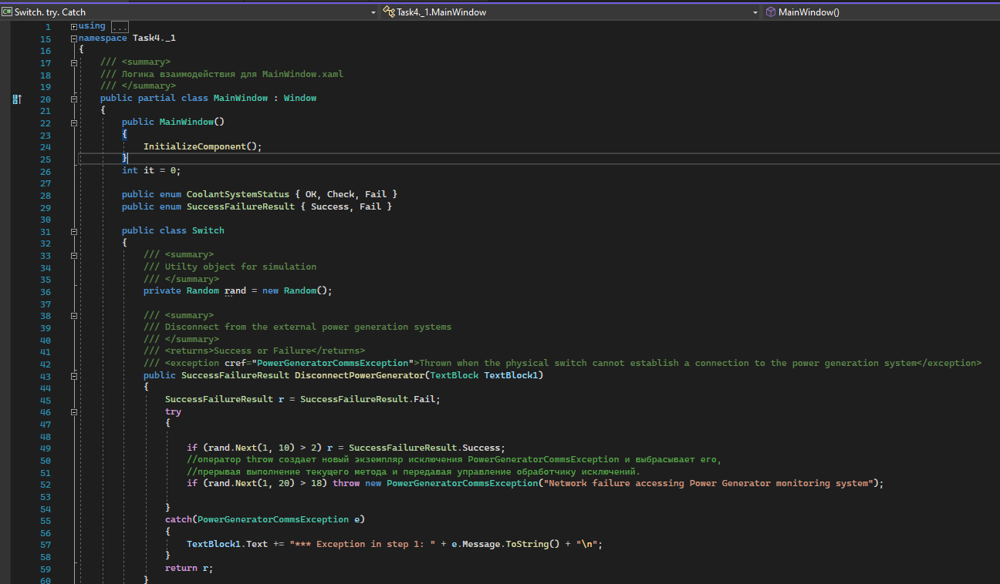 Switch. try. Catch Task4._1.MainWindow MainWindow()
1 using ...
15 namespace Task4._1
16 {
17 /// <summary>
18 /// Логика взаимодействия для MainWindow.xaml
19 /// </summary>
20 public partial class MainWindow : Window
21 {
22 public MainWindow()
23 {
24 InitializeComponent();
25 }
26 int it = 0;
27
28 public enum CoolantSystemStatus { OK, Check, Fail }
29 public enum SuccessFailureResult { Success, Fail }
30
31 public class Switch
32 {
33 /// <summary>
34 /// Utilty object for simulation
35 /// </summary>
36 private Random rand = new Random();
37
38 /// <summary>
39 /// Disconnect from the external power generation systems
40 /// </summary>
41 /// <returns>Success or Failure</returns>
42 /// <exception cref="PowerGeneratorCommsException">Thrown when the physical switch cannot establish a connection to the power generation system</exception>
43 public SuccessFailureResult DisconnectPowerGenerator(TextBlock TextBlock1)
44 {
45 SuccessFailureResult r = SuccessFailureResult.Fail;
46 try
47 {
48
49 if (rand.Next(1, 10) > 2) r = SuccessFailureResult.Success;
50 //оператор throw создает новый экземпляр исключения PowerGeneratorCommsException и выбрасывает его,
51 //прерывая выполнение текущего метода и передавая управление обработчику исключений.
52 if (rand.Next(1, 20) > 18) throw new PowerGeneratorCommsException("Network failure accessing Power Generator monitoring system");
53
54 }
55 catch(PowerGeneratorCommsException e)
56 {
57 TextBlock1.Text += "*** Exception in step 1: " + e.Message.ToString() + "\n";
58 }
59 return r;
60 }